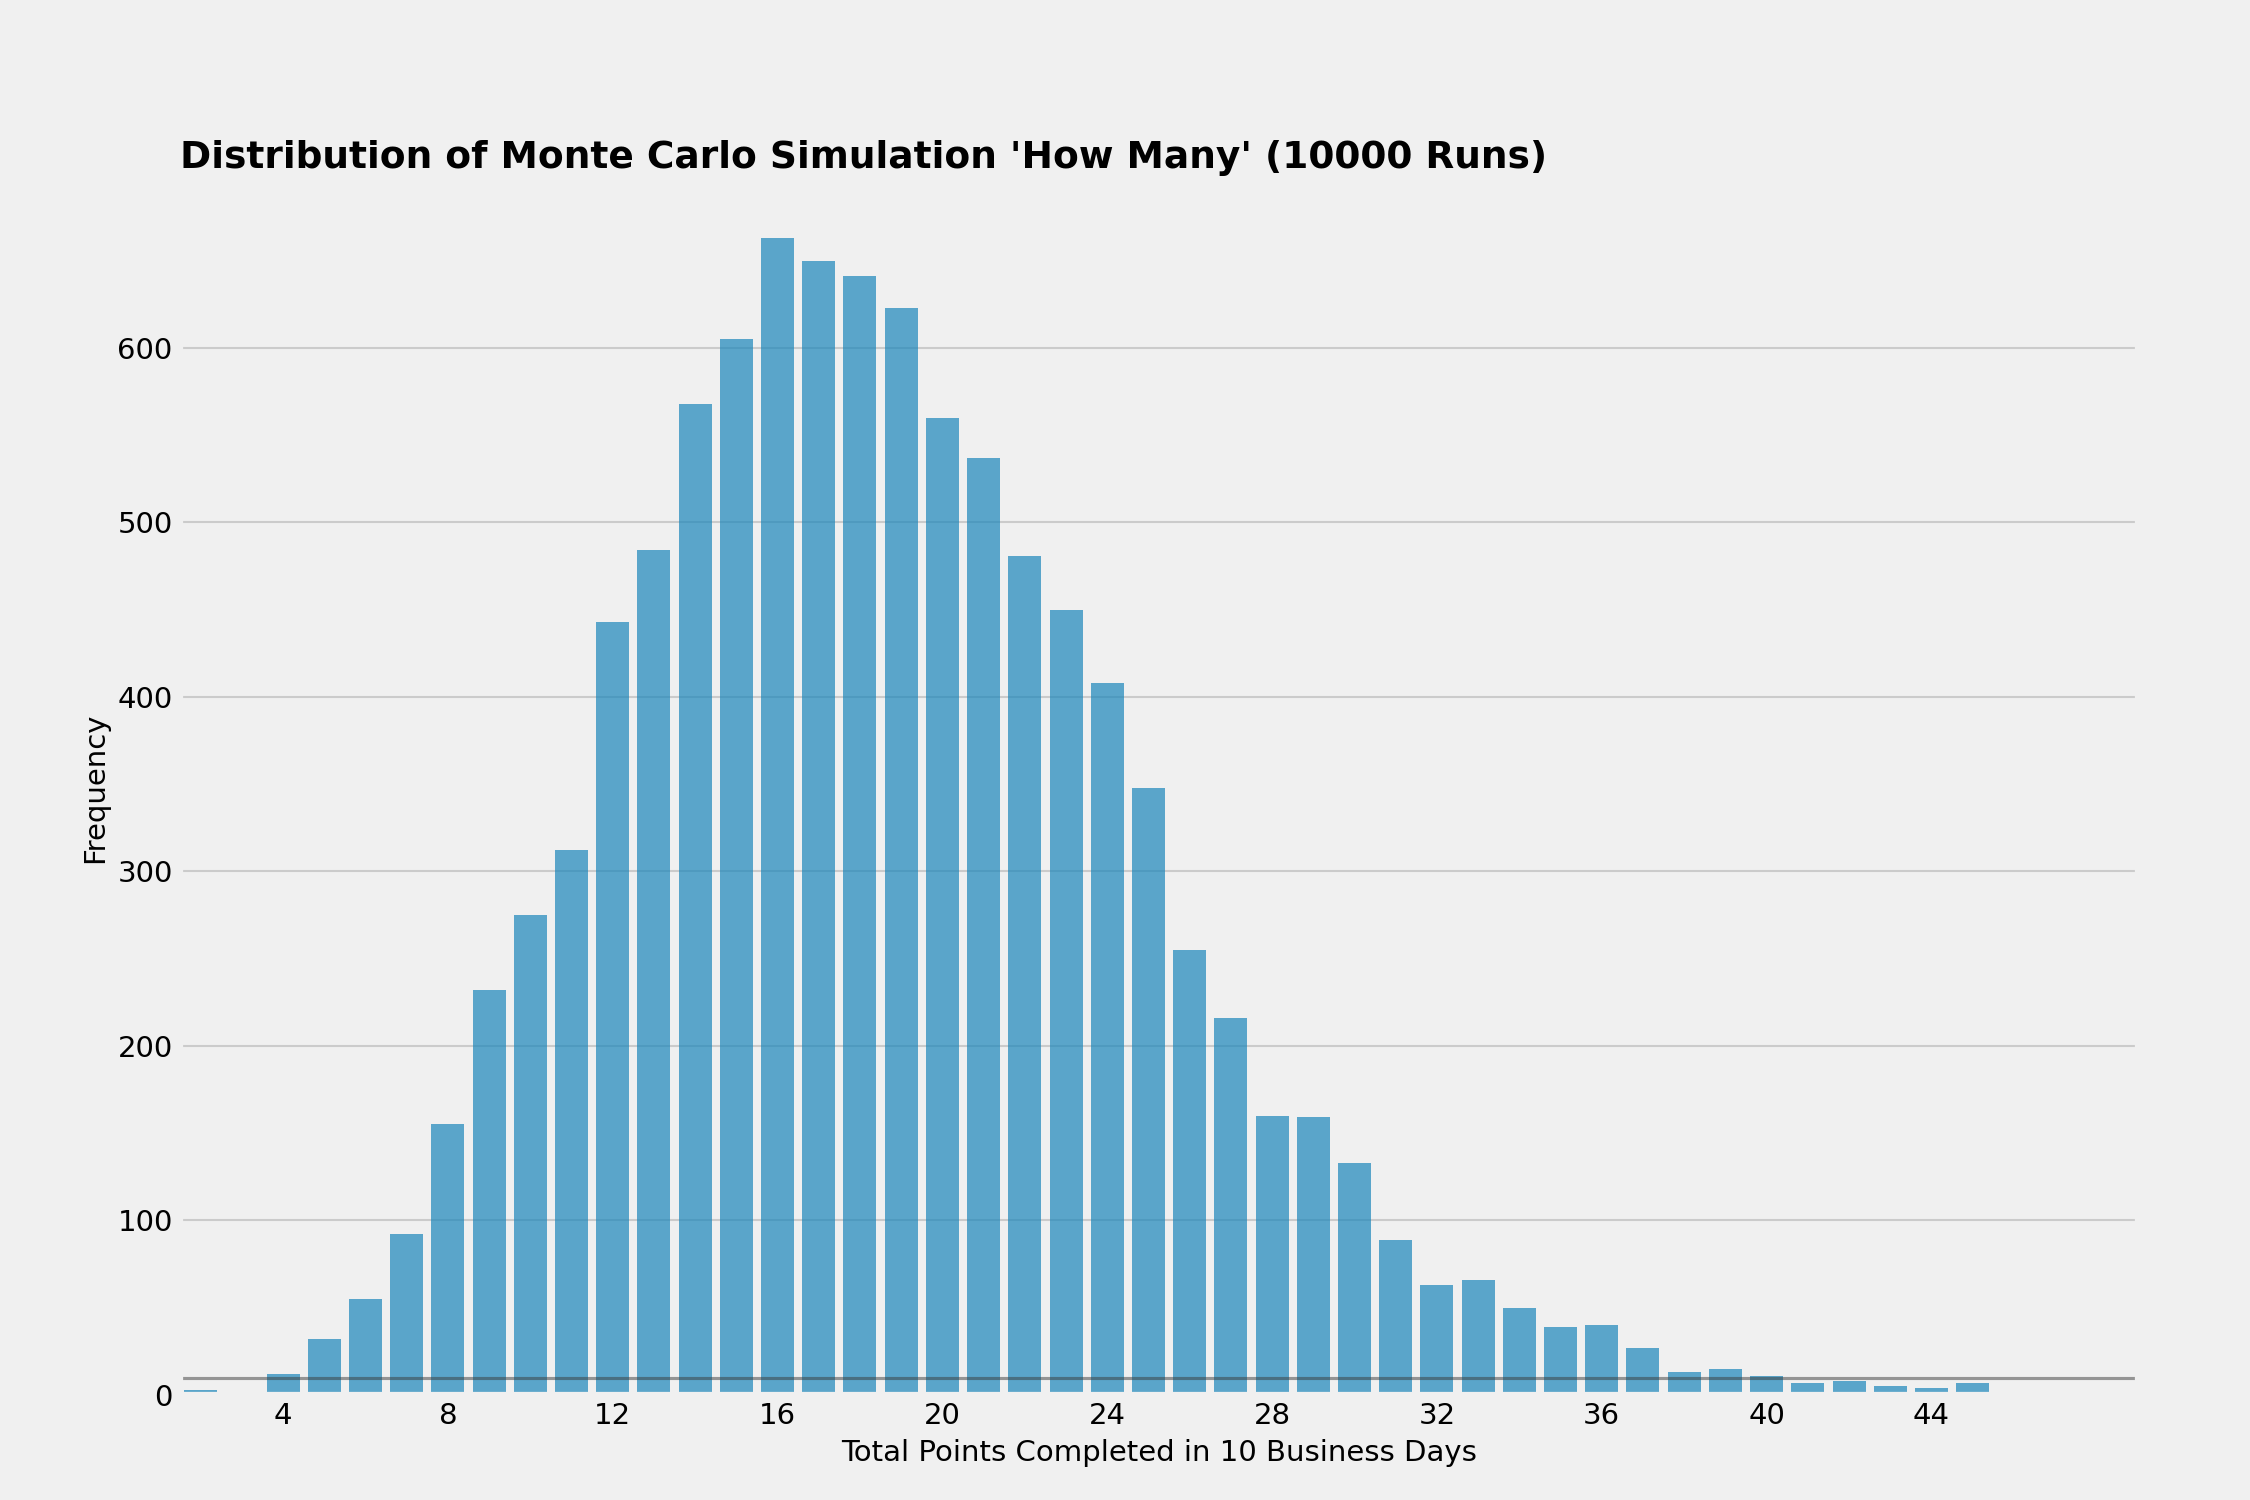 Distribution of Monte Carlo Simulation 'How Many' (10000 Runs)
600
500
400
300
200
100
0
Frequency
4 8 12 16 20 24 28 32 36 40 44
Total Points Completed in 10 Business Days